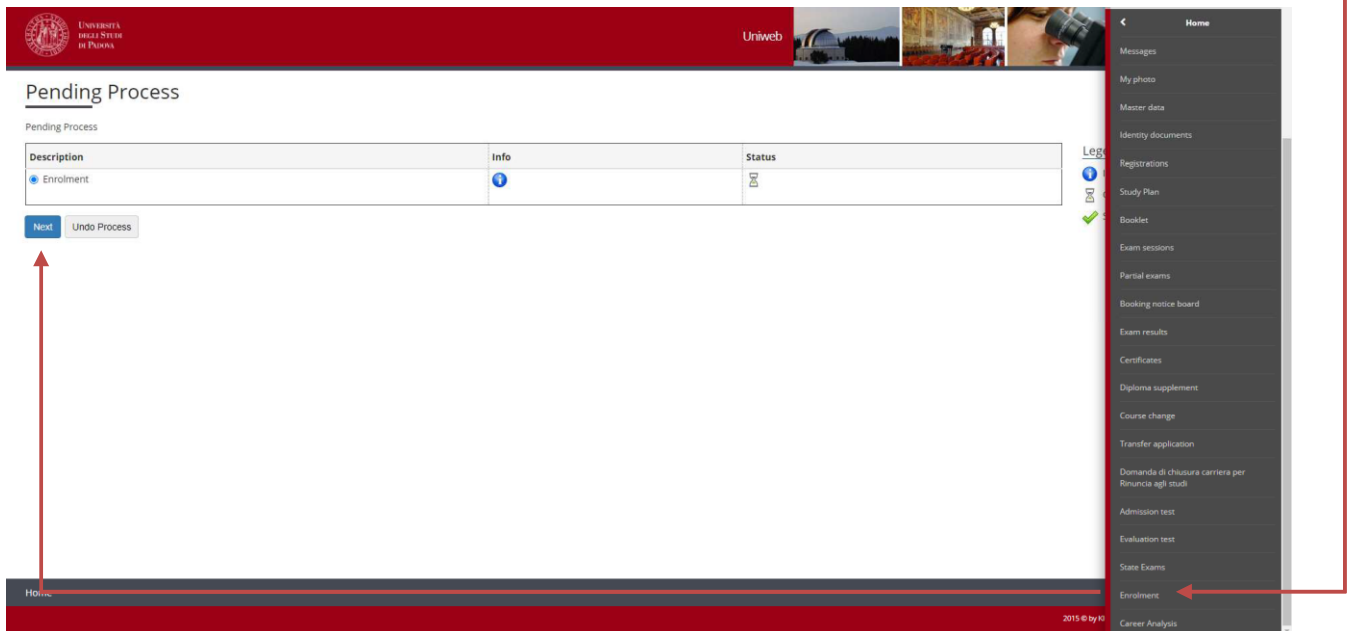 UNIVERSITÀ
DEGLI STUDI
DI PADOVA
Uniweb
Pending Process
Pending Process
Description Info Status
Enrolment
Next Undo Process
Lege
Home
2015 © by KI
Home
Messages
My photo
Master data
Identity documents
Registrations
Study Plan
Booklet
Exam sessions
Partial exams
Booking notice board
Exam results
Certificates
Diploma supplement
Course change
Transfer application
Domanda di chiusura carriera per
Rinuncia agli studi
Admission test
Evaluation test
State Exams
Enrolment
Career Analysis